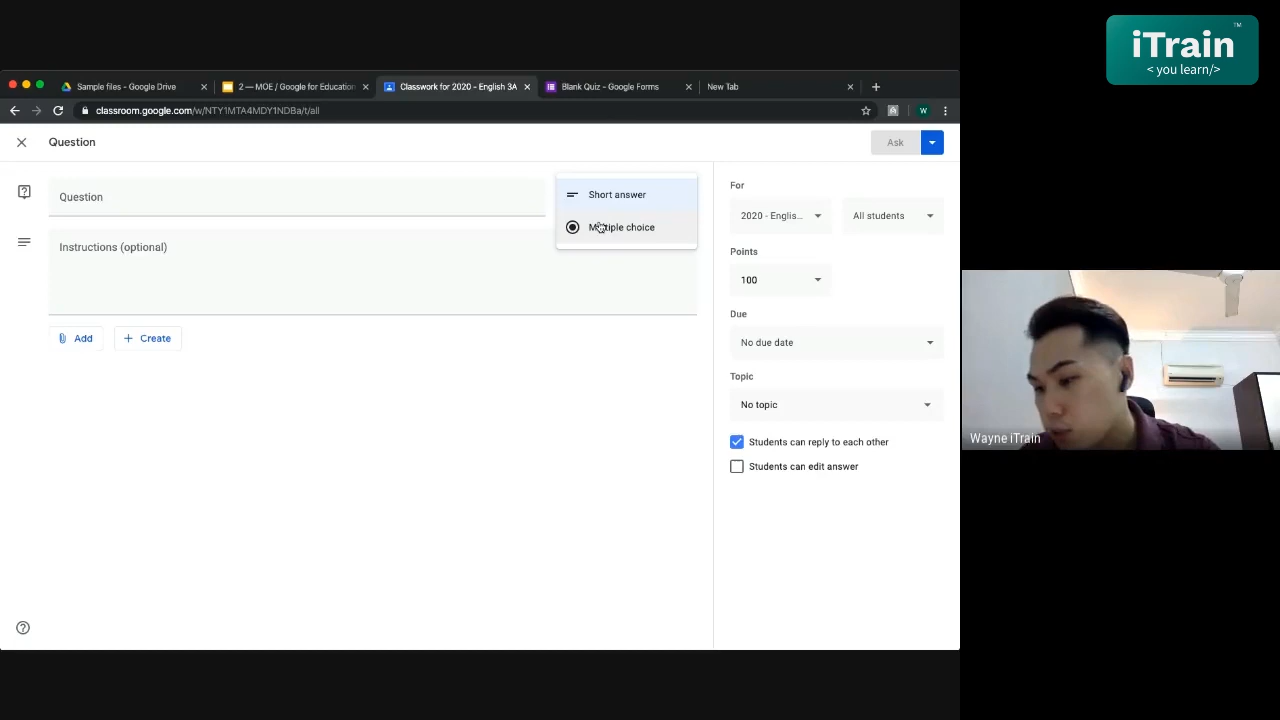 iTrain™
< you learn/>
Sample files - Google Drive
2 — MOE / Google for Education
Classwork for 2020 - English 3A
Blank Quiz - Google Forms
New Tab
classroom.google.com/w/NTY1MTA4MDY1NDBa/t/all
W
Question
Ask
Question
Short answer
Multiple choice
Instructions (optional)
Add
Create
For
2020 - Englis...
All students
Points
100
Due
No due date
Topic
No topic
Students can reply to each other
Students can edit answer
Wayne iTrain